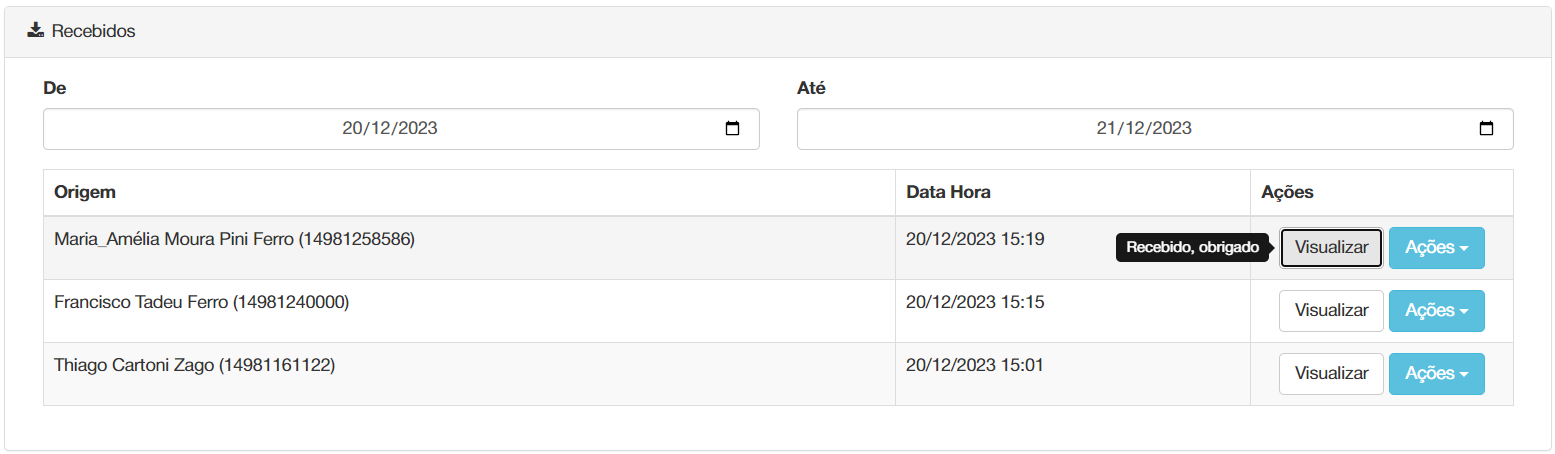 Recebidos
De
Até
20/12/2023
21/12/2023
Origem Data Hora Ações
Maria_Amélia Moura Pini Ferro (14981258586) 20/12/2023 15:19 Recebido, obrigado Visualizar Ações
Francisco Tadeu Ferro (14981240000) 20/12/2023 15:15 Visualizar Ações
Thiago Cartoni Zago (14981161122) 20/12/2023 15:01 Visualizar Ações